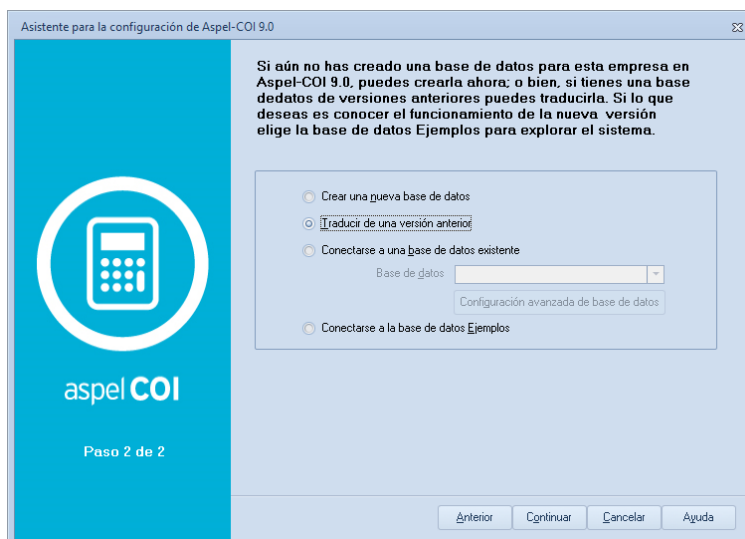 Asistente para la configuración de Aspel-COI 9.0
Si aún no has creado una base de datos para esta empresa en
Aspel-COI 9.0, puedes crearla ahora; o bien, si tienes una base
dedatos de versiones anteriores puedes traducirla. Si lo que
deseas es conocer el funcionamiento de la nueva versión
elige la base de datos Ejemplos para explorar el sistema.
Crear una nueva base de datos
Traducir de una versión anterior
Conectarse a una base de datos existente
Base de datos
Configuración avanzada de base de datos
Conectarse a la base de datos Ejemplos
aspel COI
Paso 2 de 2
Anterior Continuar Cancelar Ayuda